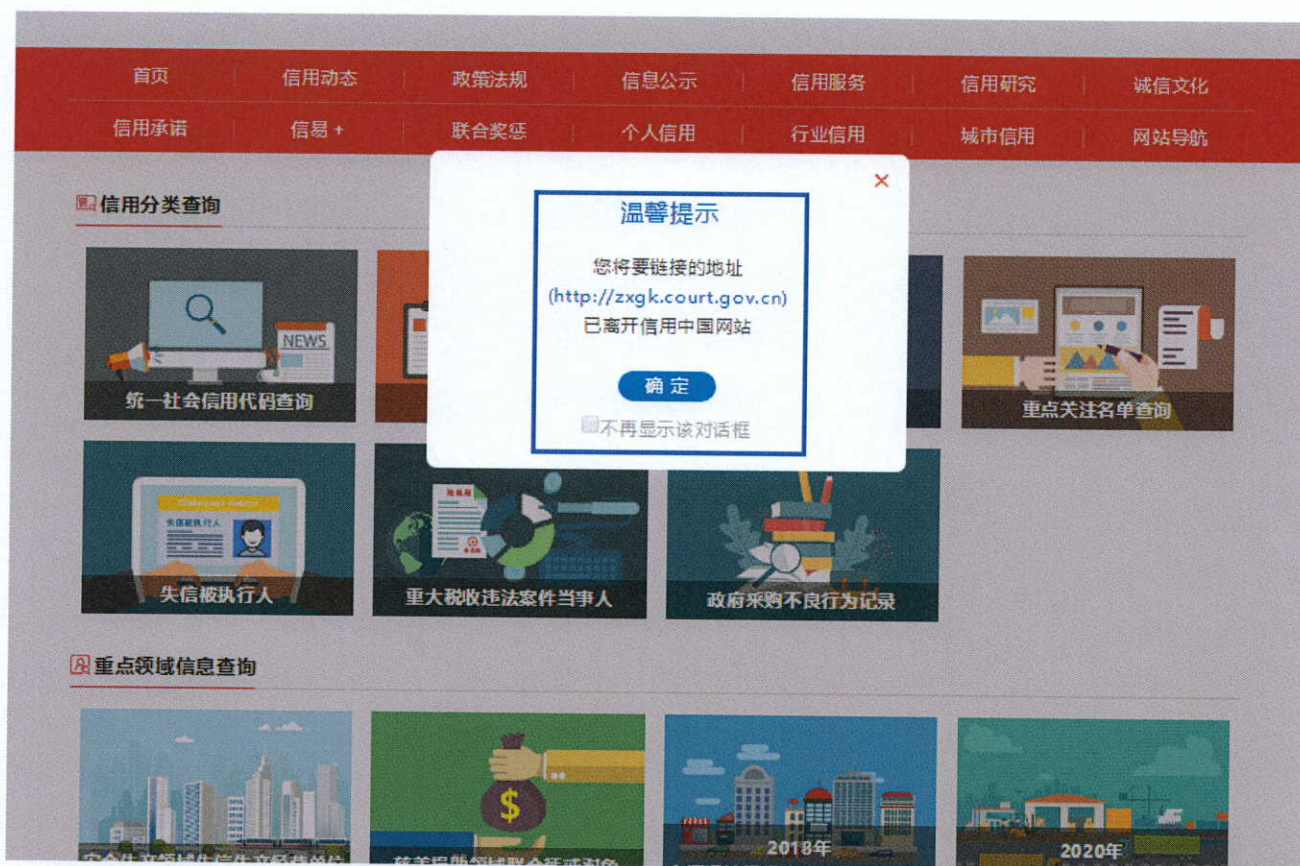 首页 信用动态 政策法规 信息公示 信用服务 信用研究 诚信文化
信用承诺 信易+ 联合奖惩 个人信用 行业信用 城市信用 网站导航
×
温馨提示
您将要链接的地址
(http://zxgk.court.gov.cn)
已离开信用中国网站
确定
不再显示该对话框
信用分类查询
NEWS
统一社会信用代码查询
重点关注名单查询
失信被执行人
失信被执行人
重大税收违法案件当事人
政府采购不良行为记录
重点领域信息查询
$
2018年
2020年